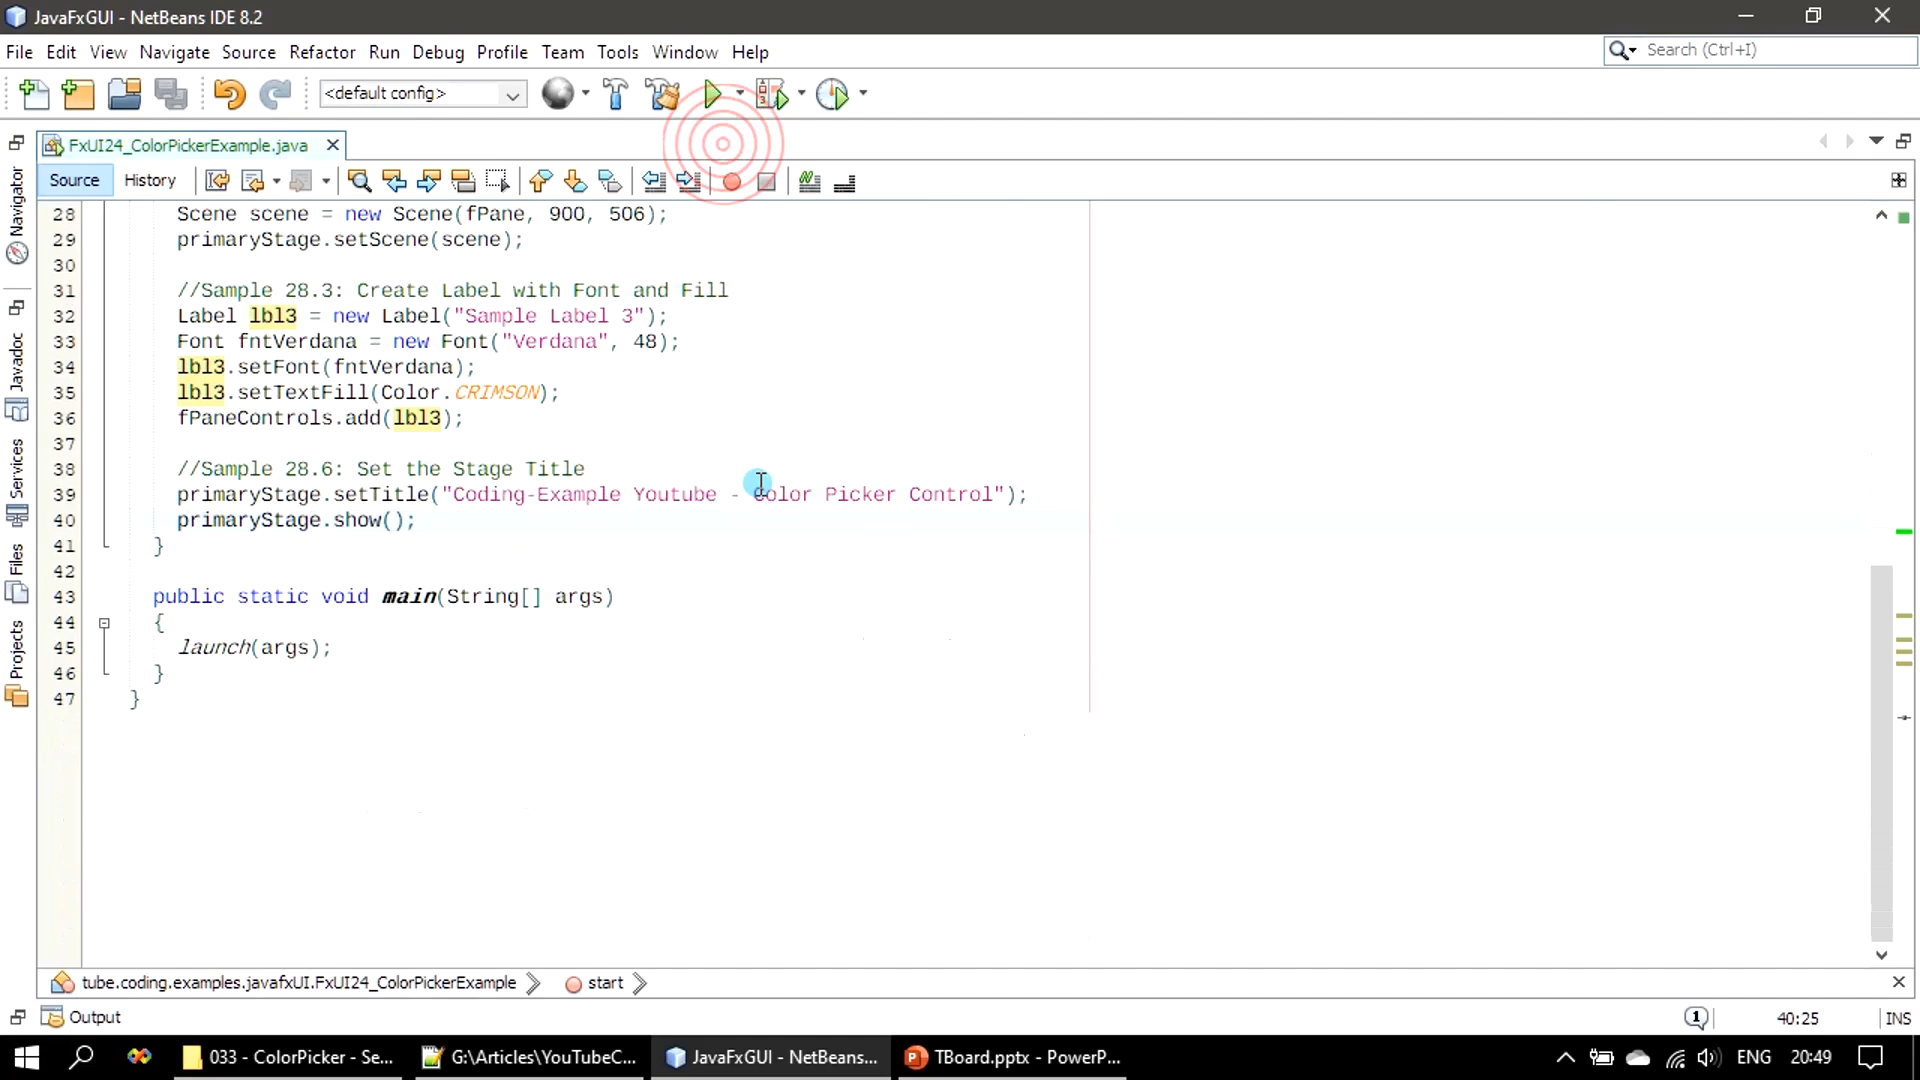 JavaFxGUI - NetBeans IDE 8.2
File Edit View Navigate Source Refactor Run Debug Profile Team Tools Window Help
Search (Ctrl+I)
<default config>
FxUI24_ColorPickerExample.java
Source History
Navigator
Javadoc
Services
Files
Projects
28 Scene scene = new Scene(fPane, 900, 506);
29 primaryStage.setScene(scene);
30
31 //Sample 28.3: Create Label with Font and Fill
32 Label lbl3 = new Label("Sample Label 3");
33 Font fntVerdana = new Font("Verdana", 48);
34 lbl3.setFont(fntVerdana);
35 lbl3.setTextFill(Color.CRIMSON);
36 fPaneControls.add(lbl3);
37
38 //Sample 28.6: Set the Stage Title
39 primaryStage.setTitle("Coding-Example Youtube - Color Picker Control");
40 primaryStage.show();
41 }
42
43 public static void main(String[] args)
44 {
45 launch(args);
46 }
47 }
tube.coding.examples.javafxUI.FxUI24_ColorPickerExample start
Output
1 40:25 INS
033 - ColorPicker - Se... G:\Articles\YouTubeC... JavaFxGUI - NetBeans... TBoard.pptx - PowerP... ENG 20:49